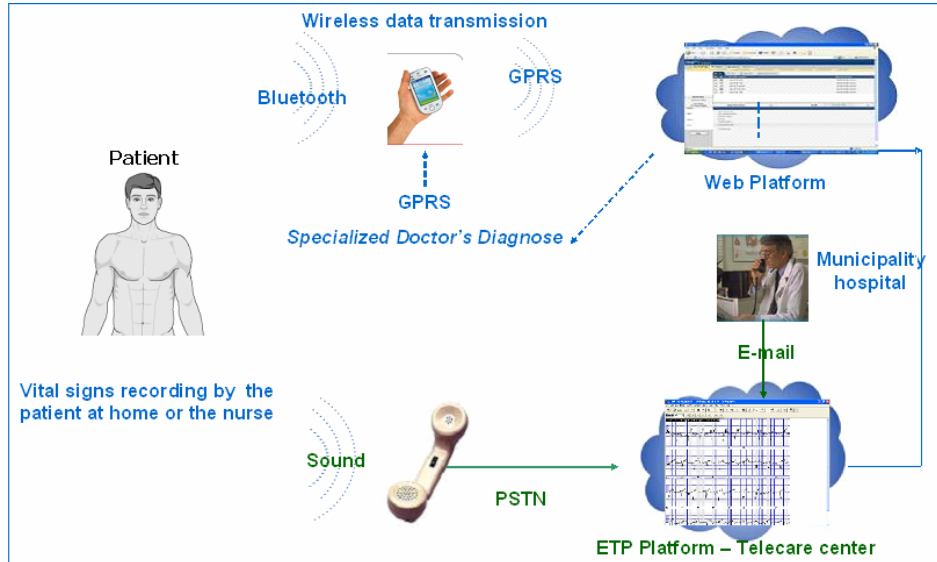 Wireless data transmission
Bluetooth
GPRS
Patient
GPRS
Specialized Doctor's Diagnose
Web Platform
Municipality
hospital
E-mail
Vital signs recording by the
patient at home or the nurse
Sound
PSTN
ETP Platform – Telecare center